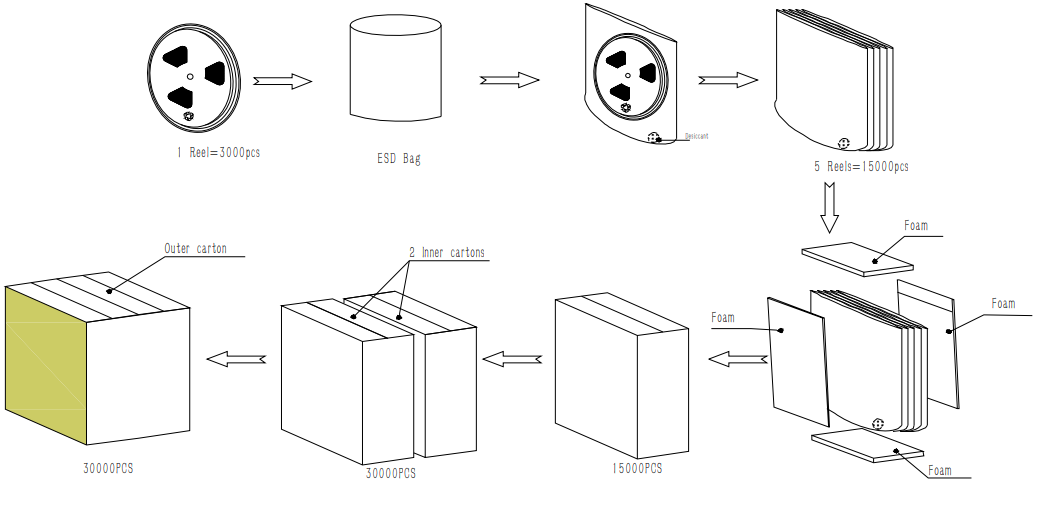 1 Reel=3000pcs
ESD Bag
Desiccant
5 Reels=15000pcs
Foam
Foam
Foam
Foam
Outer carton
2 Inner cartons
30000PCS
30000PCS
15000PCS